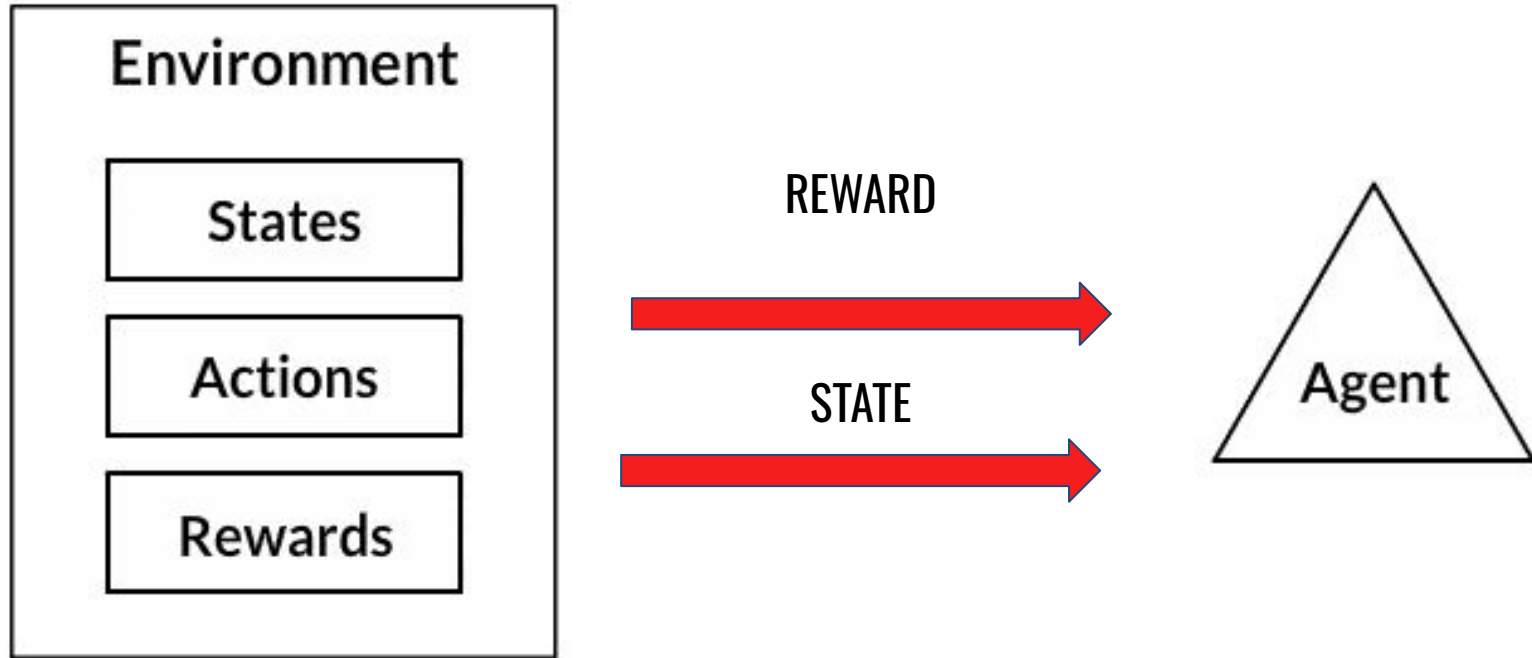 Environment
States
Actions
Rewards
REWARD
STATE
Agent